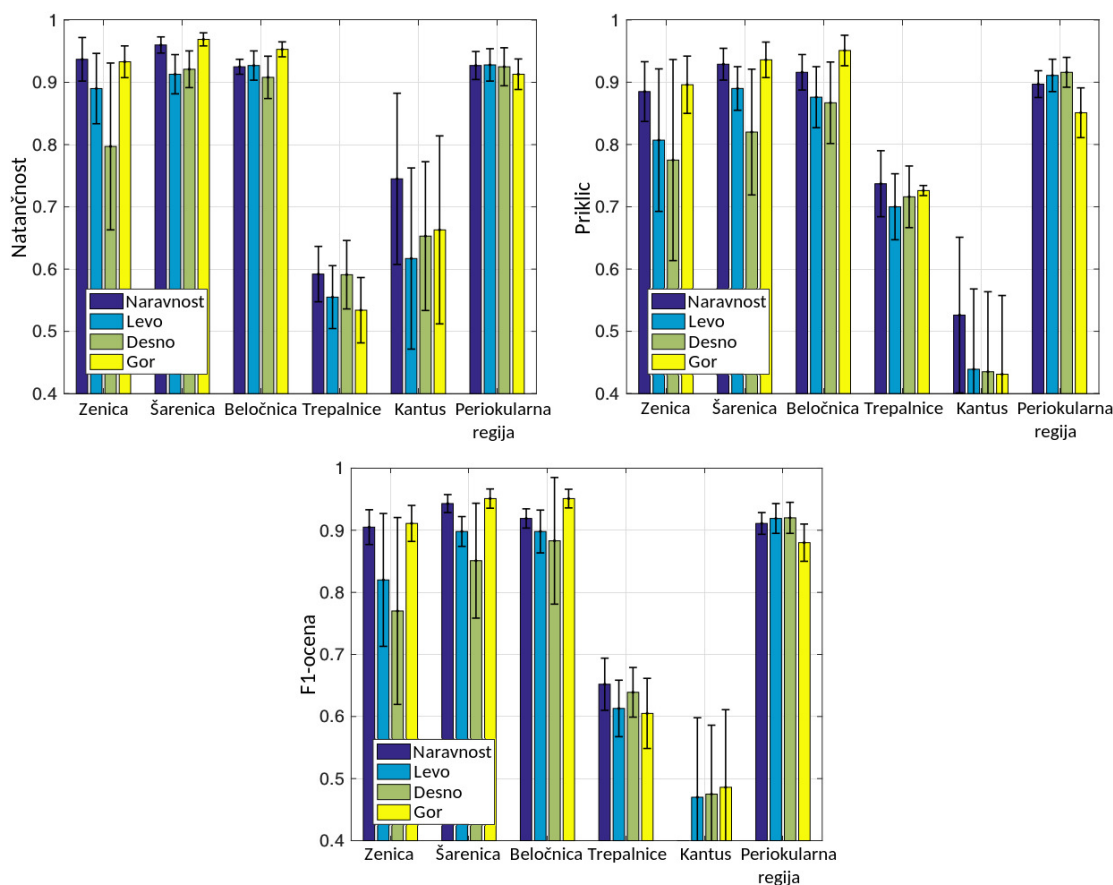 1
0.9
0.8
0.7
0.6
0.5
0.4
Natančnost
Naravnost
Levo
Desno
Gor
Zenica Šarenica Beločnica Trepalnice Kantus Periokularna
regija
1
0.9
0.8
0.7
0.6
0.5
0.4
Priklic
Naravnost
Levo
Desno
Gor
Zenica Šarenica Beločnica Trepalnice Kantus Periokularna
regija
1
0.9
0.8
0.7
0.6
0.5
0.4
F1-ocena
Naravnost
Levo
Desno
Gor
Zenica Šarenica Beločnica Trepalnice Kantus Periokularna
regija